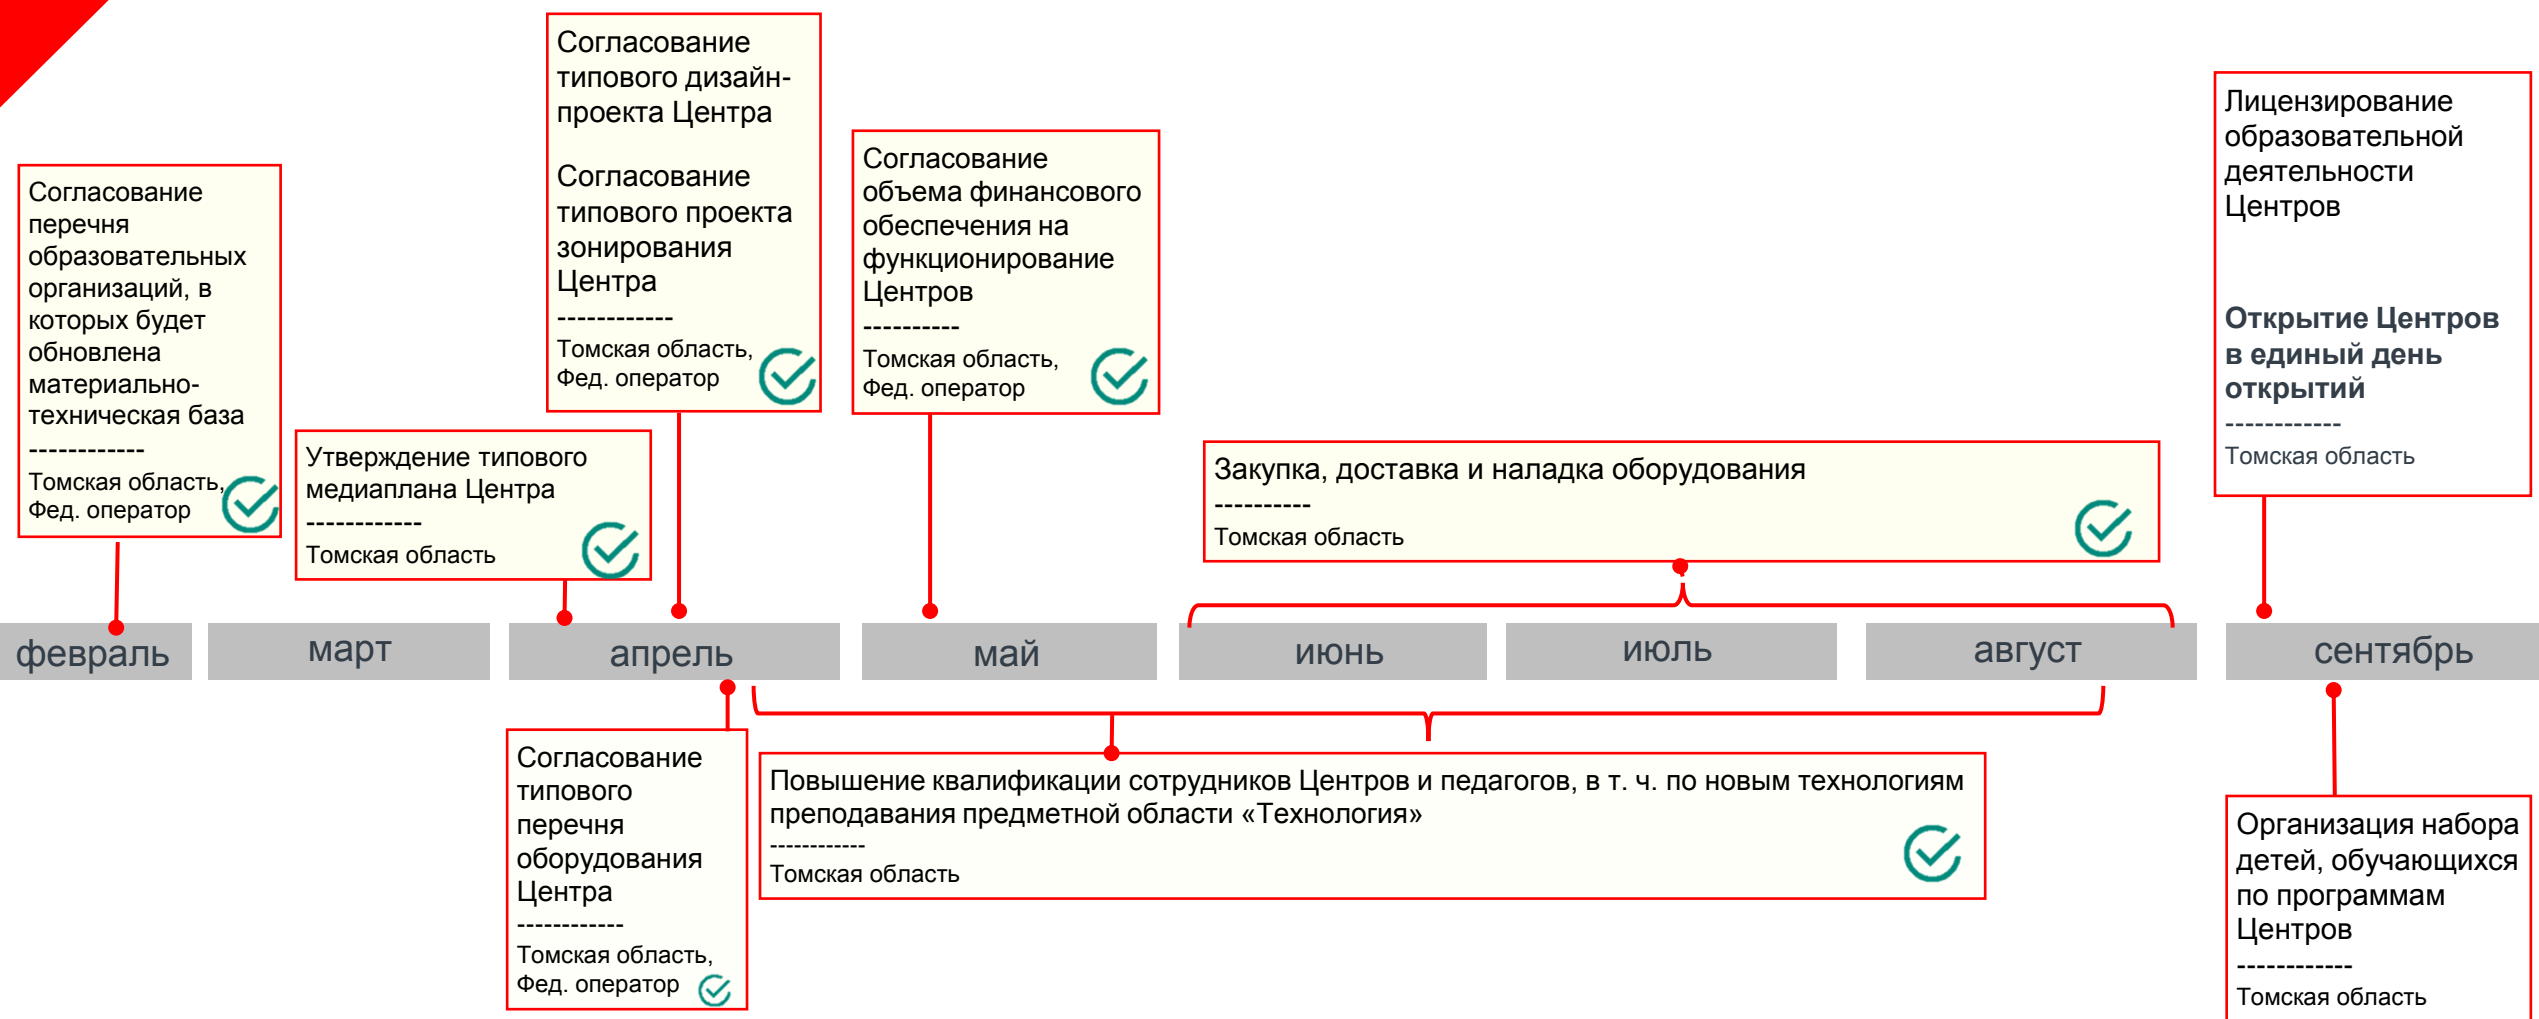 Согласование
перечня
образовательных
организаций, в
которых будет
обновлена
материально-
техническая база
------------
Томская область,
Фед. оператор
Утверждение типового
медиаплана Центра
------------
Томская область
Согласование
типового дизайн-
проекта Центра
Согласование
типового проекта
зонирования
Центра
------------
Томская область,
Фед. оператор
Согласование
объема финансового
обеспечения на
функционирование
Центров
----------
Томская область,
Фед. оператор
Закупка, доставка и наладка оборудования
----------
Томская область
Лицензирование
образовательной
деятельности
Центров
Открытие Центров
в единый день
открытий
------------
Томская область
февраль
март
апрель
май
июнь
июль
август
сентябрь
Согласование
типового
перечня
оборудования
Центра
------------
Томская область,
Фед. оператор
Повышение квалификации сотрудников Центров и педагогов, в т. ч. по новым технологиям
преподавания предметной области «Технология»
------------
Томская область
Организация набора
детей, обучающихся
по программам
Центров
------------
Томская область